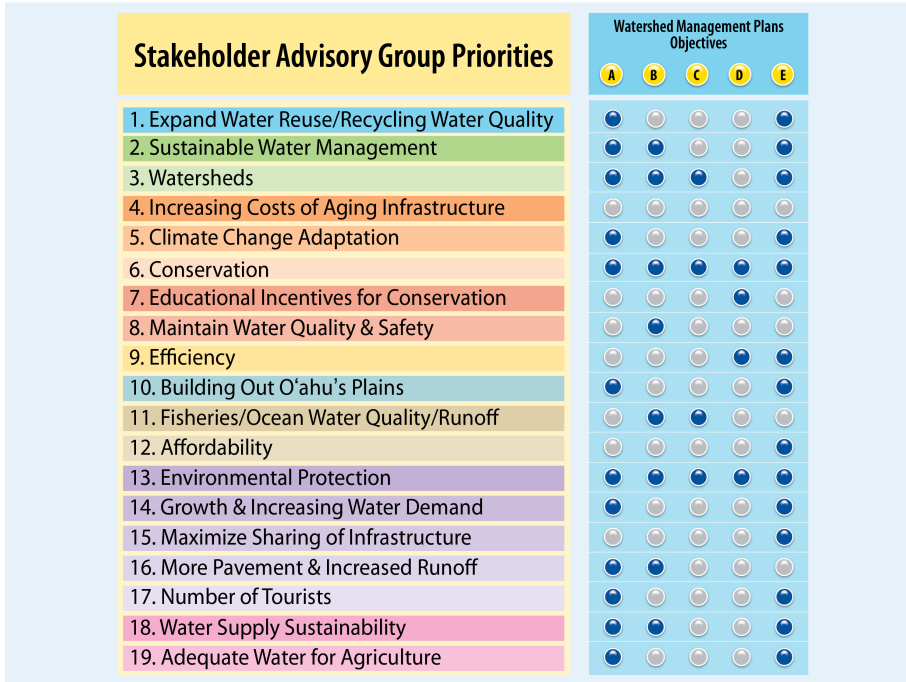 Stakeholder Advisory Group Priorities
Watershed Management Plans
Objectives
A B C D E
1. Expand Water Reuse/Recycling Water Quality
2. Sustainable Water Management
3. Watersheds
4. Increasing Costs of Aging Infrastructure
5. Climate Change Adaptation
6. Conservation
7. Educational Incentives for Conservation
8. Maintain Water Quality & Safety
9. Efficiency
10. Building Out Oʻahu’s Plains
11. Fisheries/Ocean Water Quality/Runoff
12. Affordability
13. Environmental Protection
14. Growth & Increasing Water Demand
15. Maximize Sharing of Infrastructure
16. More Pavement & Increased Runoff
17. Number of Tourists
18. Water Supply Sustainability
19. Adequate Water for Agriculture